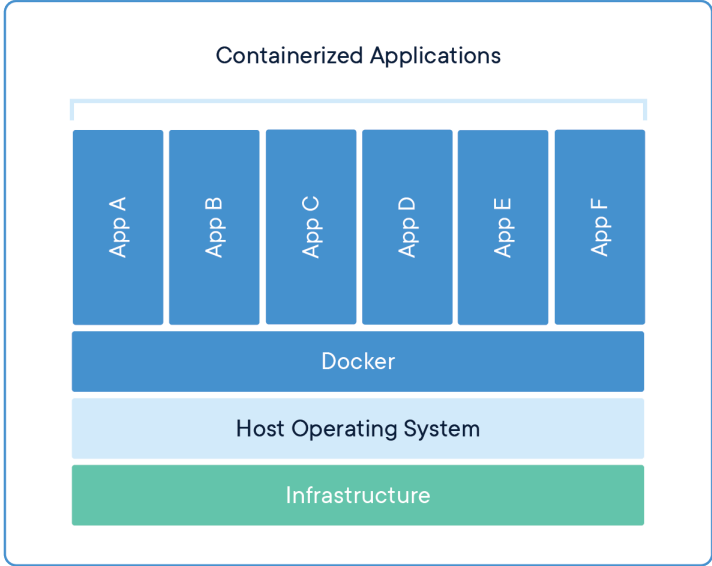 Containerized Applications
App A
App B
App C
App D
App E
App F
Docker
Host Operating System
Infrastructure